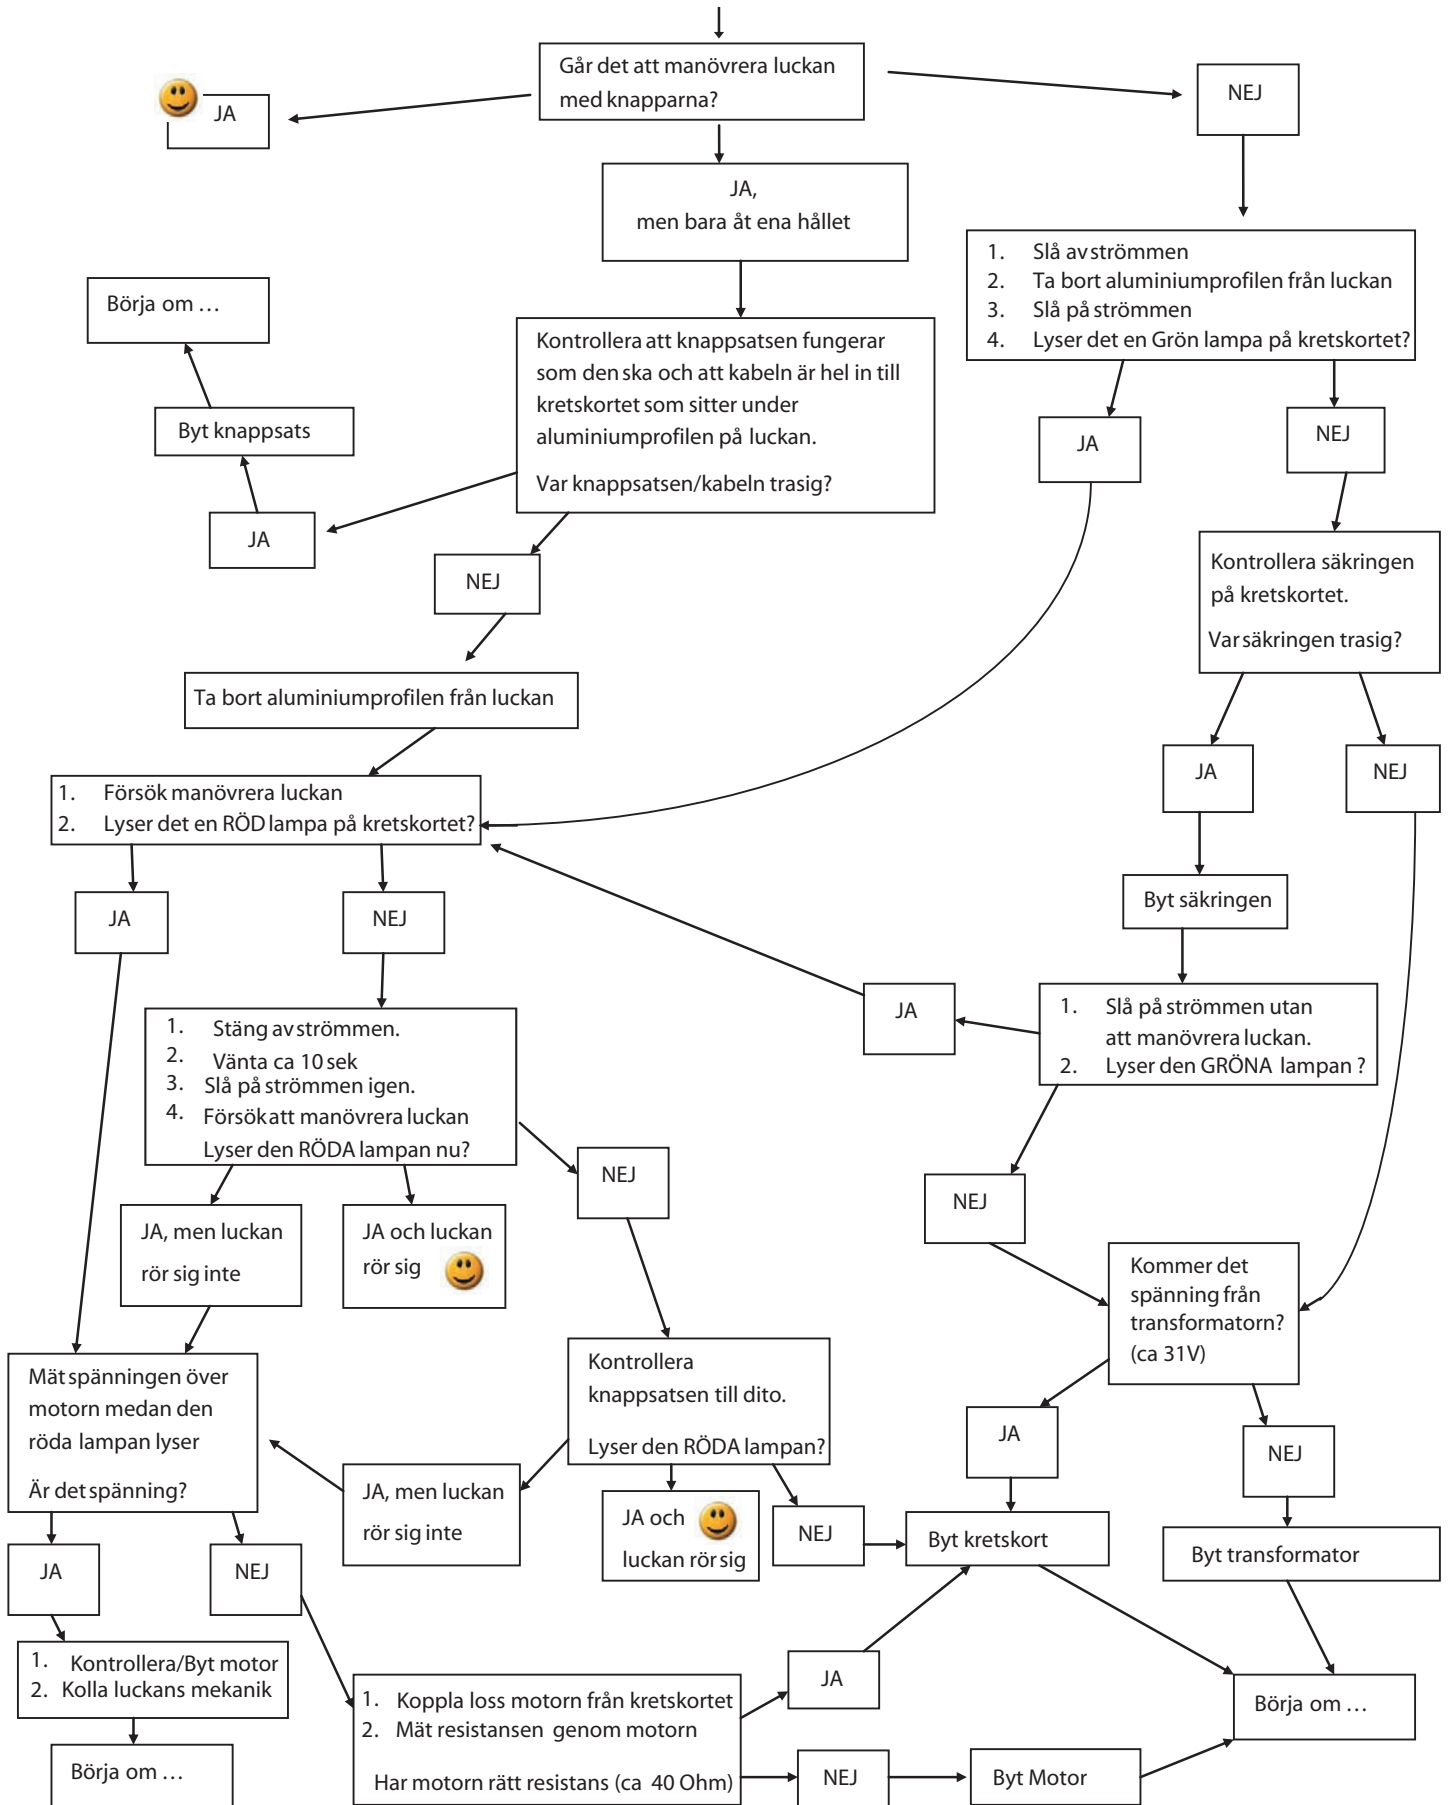 Går det att manövrera luckan
med knapparna?
JA
NEJ
JA,
men bara åt ena hållet
1. Slå av strömmen
2. Ta bort aluminiumprofilen från luckan
3. Slå på strömmen
4. Lyser det en Grön lampa på kretskortet?
Börja om …
Kontrollera att knappsatsen fungerar
som den ska och att kabeln är hel in till
kretskortet som sitter under
aluminiumprofilen på luckan.
Var knappsatsen/kabeln trasig?
Byt knappsats
JA
NEJ
JA
NEJ
Kontrollera säkringen
på kretskortet.
Var säkringen trasig?
Ta bort aluminiumprofilen från luckan
JA
NEJ
1. Försök manövrera luckan
2. Lyser det en RÖD lampa på kretskortet?
JA
NEJ
Byt säkringen
1. Stäng av strömmen.
2. Vänta ca 10 sek
3. Slå på strömmen igen.
4. Försök att manövrera luckan
Lyser den RÖDA lampan nu?
JA
1. Slå på strömmen utan
att manövrera luckan.
2. Lyser den GRÖNA lampan ?
NEJ
NEJ
JA, men luckan
rör sig inte
JA och luckan
rör sig
Kommer det
spänning från
transformatorn?
(ca 31V)
Mät spänningen över
motorn medan den
röda lampan lyser
Är det spänning?
Kontrollera
knappsatsen till dito.
Lyser den RÖDA lampan?
JA
NEJ
JA, men luckan
rör sig inte
JA och
luckan rör sig
NEJ
Byt kretskort
Byt transformator
JA
NEJ
1. Kontrollera/Byt motor
2. Kolla luckans mekanik
1. Koppla loss motorn från kretskortet
2. Mät resistansen genom motorn
Har motorn rätt resistans (ca 40 Ohm)
JA
Börja om …
Börja om …
NEJ
Byt Motor